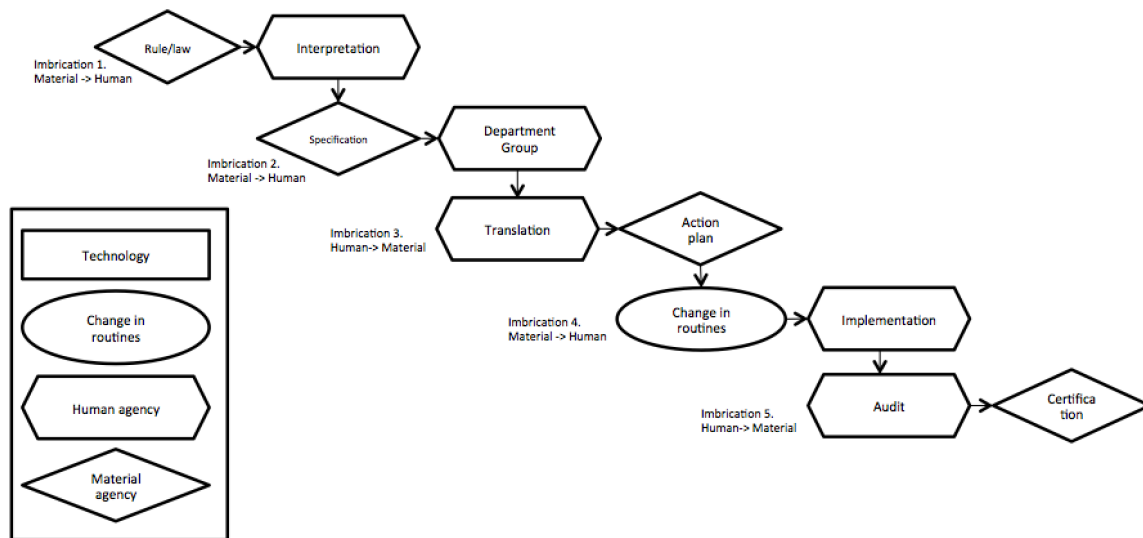 Rule/law
Interpretation
Imbrication 1.
Material -> Human
Specification
Department
Group
Imbrication 2.
Material -> Human
Translation
Action
plan
Imbrication 3.
Human-> Material
Change in
routines
Implementation
Imbrication 4.
Material -> Human
Audit
Certifica
tion
Imbrication 5.
Human-> Material
Technology
Change in
routines
Human agency
Material
agency